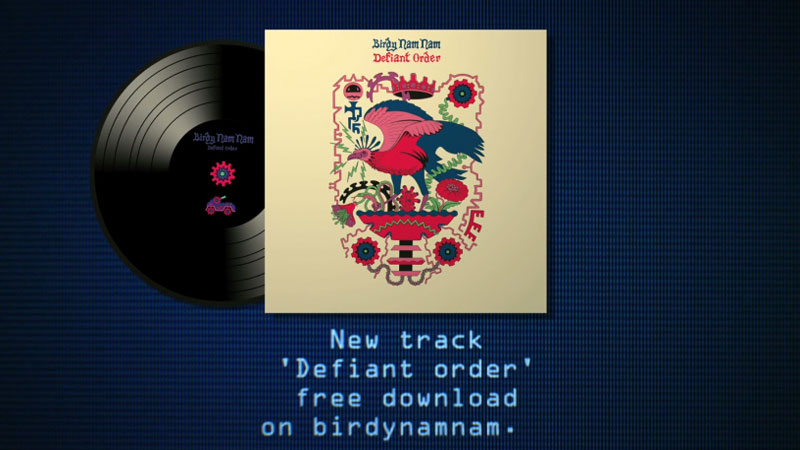 Birdy Nam Nam
Defiant Order
Birdy Nam Nam
Defiant Order
New track
'Defiant order'
free download
on birdynamnam.